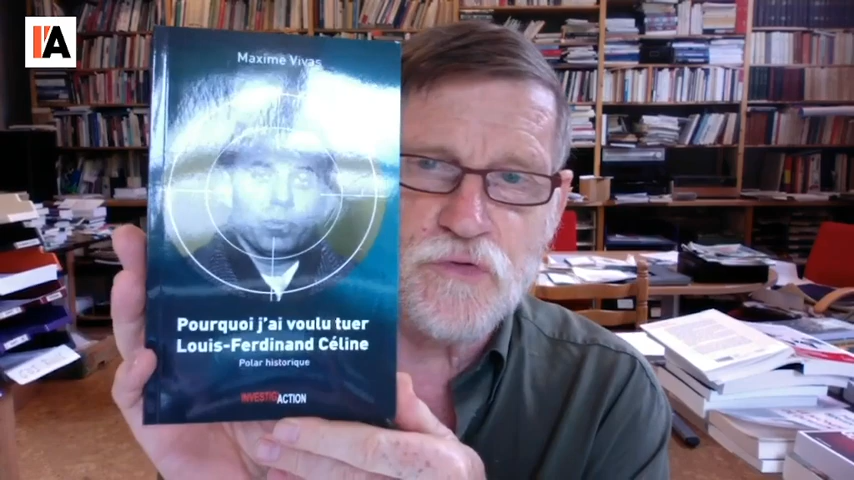 I'A
Maxime Vivas
Pourquoi j'ai voulu tuer
Louis-Ferdinand Céline
Polar historique
INVESTIG'ACTION